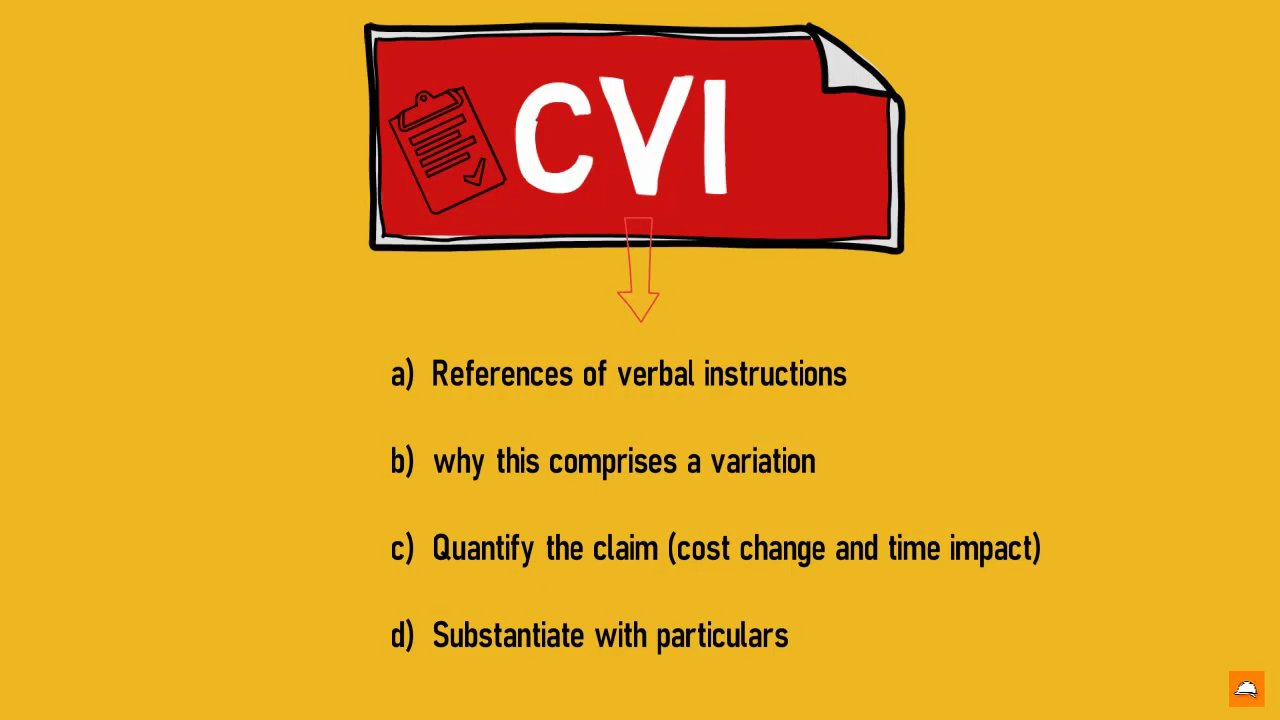 CVI
a) References of verbal instructions
b) why this comprises a variation
c) Quantify the claim (cost change and time impact)
d) Substantiate with particulars